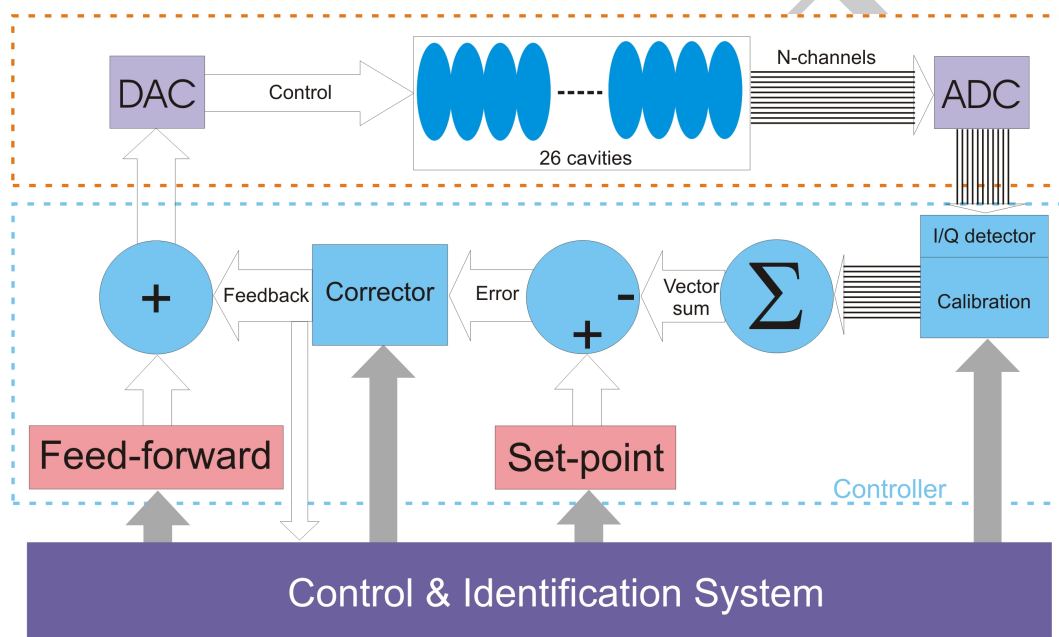 DAC
Control
26 cavities
N-channels
ADC
I/Q detector
Calibration
Σ
Vector
sum
-
+
Error
Corrector
Feedback
+
Feed-forward
Set-point
Controller
Control & Identification System